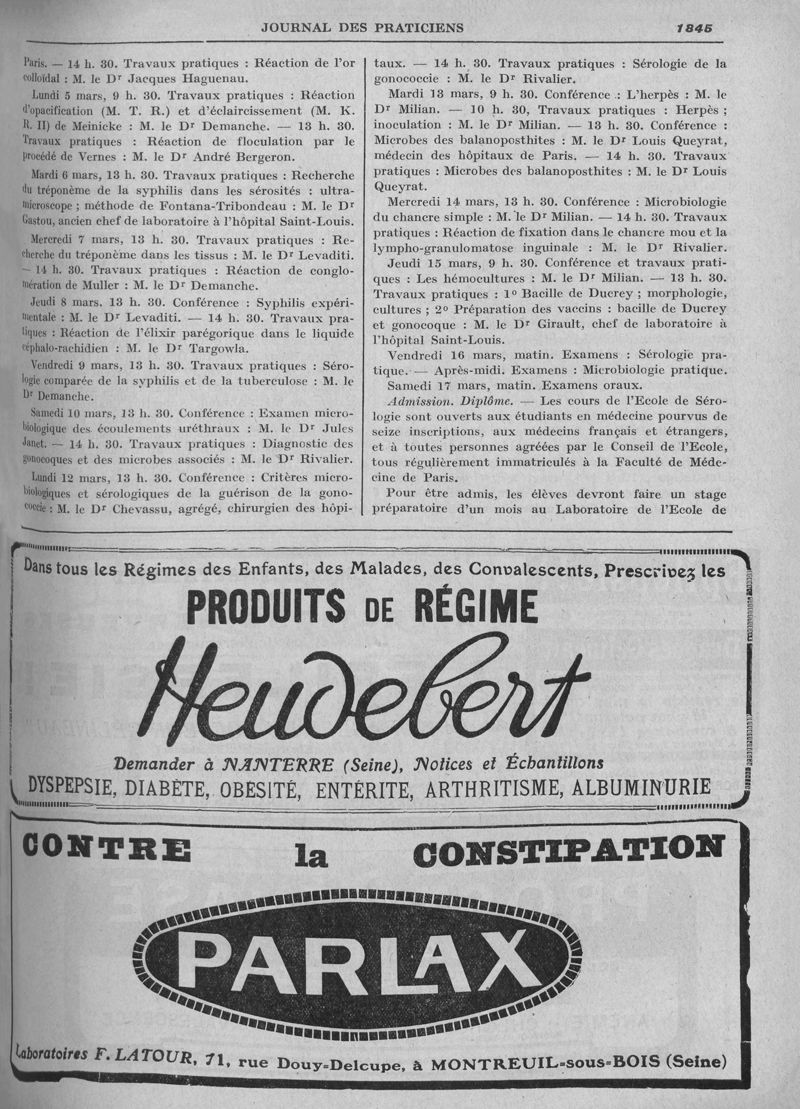 JOURNAL DES PRATICIENS 1845
Paris. — 14 h. 30. Travaux pratiques : Réaction de l'or
colloïdal : M. le Dr Jacques Haguenau.
Lundi 5 mars, 9 h. 30. Travaux pratiques : Réaction
d'opacification (M. T. R.) et d'éclaircissement (M. K.
R. II) de Meinicke : M. le Dr Demanche. — 13 h. 30.
Travaux pratiques : Réaction de floculation par le
procédé de Vernes : M. le Dr André Bergeron.
Mardi 6 mars, 13 h. 30. Travaux pratiques : Recherche
du tréponème de la syphilis dans les sérosités : ultra-
microscope ; méthode de Fontana-Tribondeau : M. le Dr
Gastou, ancien chef de laboratoire à l'hôpital Saint-Louis.
Mercredi 7 mars, 13 h. 30. Travaux pratiques : Re-
cherche du tréponème dans les tissus : M. le Dr Levaditi.
— 14 h. 30. Travaux pratiques : Réaction de conglo-
mération de Muller : M. le Dr Demanche.
Jeudi 8 mars. 13 h. 30. Conférence : Syphilis expéri-
mentale : M. le Dr Levaditi. — 14 h. 30. Travaux pra-
tiques : Réaction de l'élixir parégorique dans le liquide
céphalo-rachidien : M. le Dr Targowla.
Vendredi 9 mars, 13 h. 30. Travaux pratiques : Séro-
logie comparée de la syphilis et de la tuberculose : M. le
Dr Demanche.
Samedi 10 mars, 13 h. 30. Conférence : Examen micro-
biologique des écoulements uréthraux : M. le Dr Jules
Janet. — 14 h. 30. Travaux pratiques : Diagnostic des
gonocoques et des microbes associés : M. le Dr Rivalier.
Lundi 12 mars, 13 h. 30. Conférence : Critères micro-
biologiques et sérologiques de la guérison de la gono-
coccie : M. le Dr Chevassu, agrégé, chirurgien des hôpi-
taux. — 14 h. 30. Travaux pratiques : Sérologie de la
gonococcie : M. le Dr Rivalier.
Mardi 13 mars, 9 h. 30. Conférence : L'herpès : M. le
Dr Milian. — 10 h. 30, Travaux pratiques : Herpès ;
inoculation : M. le Dr Milian. — 13 h. 30. Conférence :
Microbes des balanoposthites : M. le Dr Louis Queyrat,
médecin des hôpitaux de Paris. — 14 h. 30. Travaux
pratiques : Microbes des balanoposthites : M. le Dr Louis
Queyrat.
Mercredi 14 mars, 13 h. 30. Conférence : Microbiologie
du chancre simple : M. le Dr Milian. — 14 h. 30. Travaux
pratiques : Réaction de fixation dans le chancre mou et la
lympho-granulomatose inguinale : M. le Dr Rivalier.
Jeudi 15 mars, 9 h. 30. Conférence et travaux prati-
ques : Les hémocultures : M. le Dr Milian. — 13 h. 30.
Travaux pratiques : 1º Bacille de Ducrey ; morphologie,
cultures ; 2º Préparation des vaccins : bacille de Ducrey
et gonocoque : M. le Dr Girault, chef de laboratoire à
l'hôpital Saint-Louis.
Vendredi 16 mars, matin. Examens : Sérologie pra-
tique. — Après-midi. Examens : Microbiologie pratique.
Samedi 17 mars, matin. Examens oraux.
Admission. Diplôme. — Les cours de l'Ecole de Séro-
logie sont ouverts aux étudiants en médecine pourvus de
seize inscriptions, aux médecins français et étrangers,
et à toutes personnes agréées par le Conseil de l'Ecole,
tous régulièrement immatriculés à la Faculté de Méde-
cine de Paris.
Pour être admis, les élèves devront faire un stage
préparatoire d'un mois au Laboratoire de l'Ecole de
Dans tous les Régimes des Enfants, des Malades, des Convalescents, Prescrivez les
PRODUITS DE RÉGIME
Heudebert
Demander à NANTERRE (Seine), Notices et Échantillons
DYSPEPSIE, DIABÈTE, OBÉSITÉ, ENTÉRITE, ARTHRITISME, ALBUMINURIE
CONTRE la CONSTIPATION
PARLAX
Laboratoires F. LATOUR, 71, rue Douy-Delcupe, à MONTREUIL-sous-BOIS (Seine)